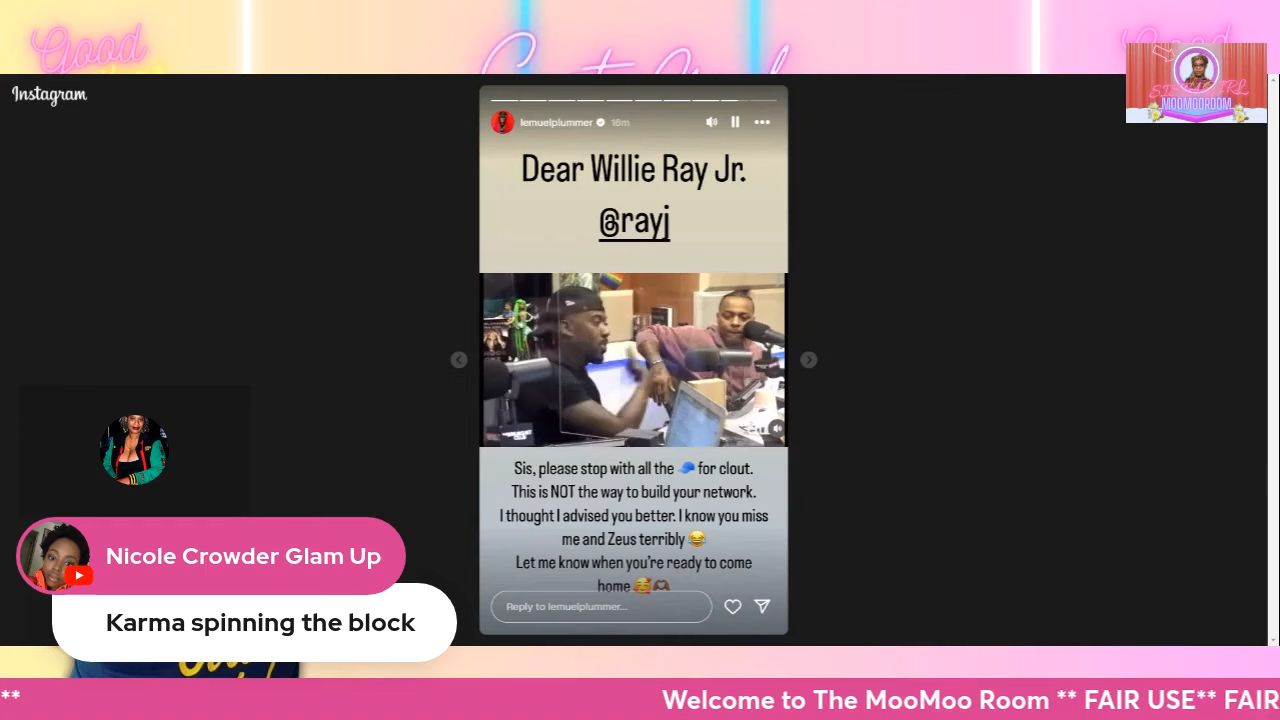 Good
Good
Instagram
MOOMOOROOM
lemuelplummer 16m
Dear Willie Ray Jr.
@rayj
Sis, please stop with all the 🧢 for clout.
This is NOT the way to build your network.
I thought I advised you better. I know you miss
me and Zeus terribly 😂
Let me know when you're ready to come
home 🥰🫶🏾
Reply to lemuelplummer...
Nicole Crowder Glam Up
Karma spinning the block
** Welcome to The MooMoo Room ** FAIR USE** FAIR